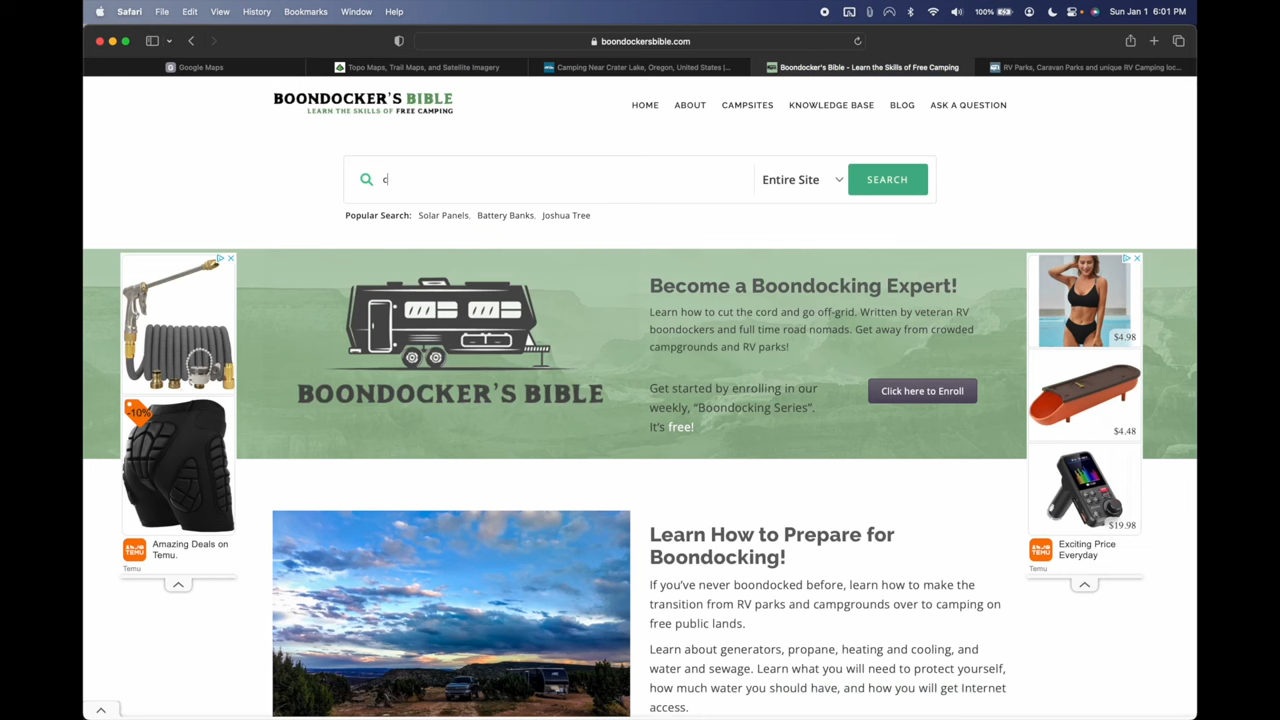 Safari File Edit View History Bookmarks Window Help 100% Sun Jan 1 6:01 PM
boondockersbible.com
Google Maps
Topo Maps, Trail Maps, and Satellite Imagery
Camping Near Crater Lake, Oregon, United States |...
Boondocker's Bible - Learn the Skills of Free Camping
RV Parks, Caravan Parks and unique RV Camping loc...
BOONDOCKER'S BIBLE
LEARN THE SKILLS OF FREE CAMPING
HOME ABOUT CAMPSITES KNOWLEDGE BASE BLOG ASK A QUESTION
c
Entire Site
SEARCH
Popular Search: Solar Panels, Battery Banks, Joshua Tree
BOONDOCKER'S BIBLE
Become a Boondocking Expert!
Learn how to cut the cord and go off-grid. Written by veteran RV
boondockers and full time road nomads. Get away from crowded
campgrounds and RV parks!
Get started by enrolling in our
weekly, “Boondocking Series”.
It's free!
Click here to Enroll
-10%
TEMU
Amazing Deals on
Temu.
Temu
$4.98
$4.48
$19.98
TEMU
Exciting Price
Everyday
Temu
Learn How to Prepare for
Boondocking!
If you’ve never boondocked before, learn how to make the
transition from RV parks and campgrounds over to camping on
free public lands.
Learn about generators, propane, heating and cooling, and
water and sewage. Learn what you will need to protect yourself,
how much water you should have, and how you will get Internet
access.